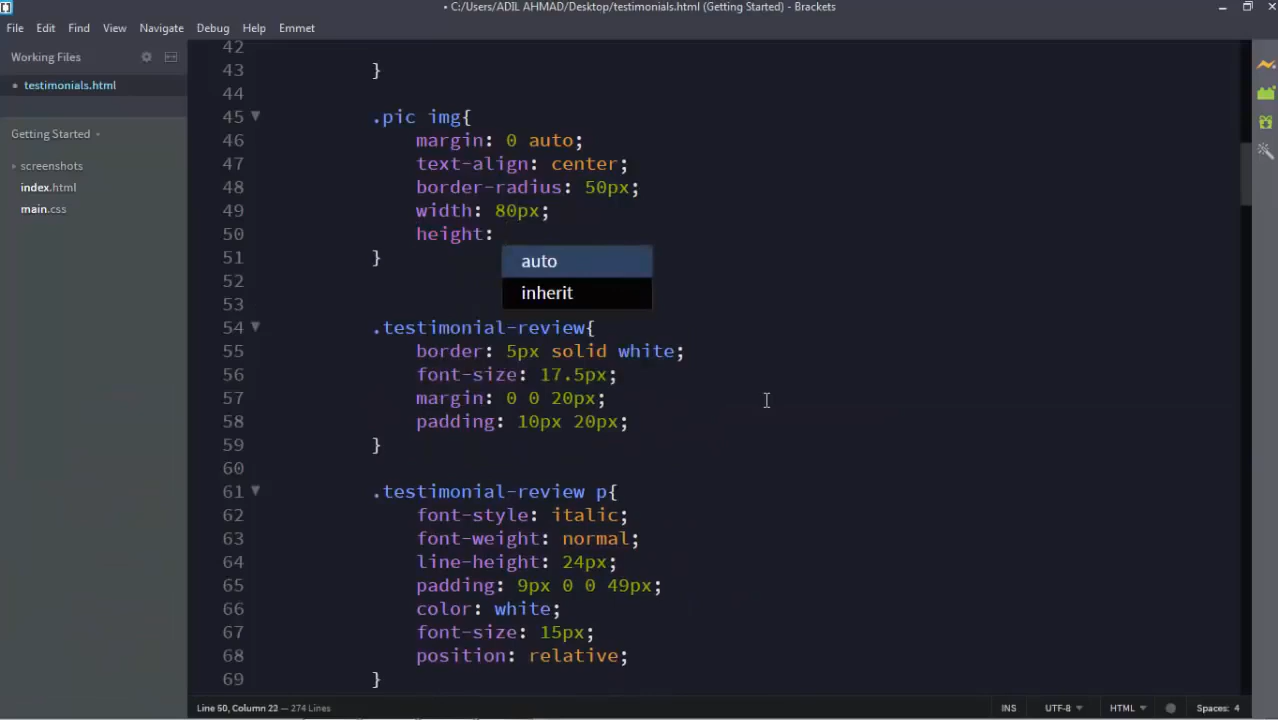 • C:/Users/ADIL AHMAD/Desktop/testimonials.html (Getting Started) - Brackets
File Edit Find View Navigate Debug Help Emmet
Working Files
• testimonials.html
Getting Started
screenshots
index.html
main.css
42
43 }
44
45 .pic img{
46 margin: 0 auto;
47 text-align: center;
48 border-radius: 50px;
49 width: 80px;
50 height:
auto
inherit
51 }
52
53
54 .testimonial-review{
55 border: 5px solid white;
56 font-size: 17.5px;
57 margin: 0 0 20px;
58 padding: 10px 20px;
59 }
60
61 .testimonial-review p{
62 font-style: italic;
63 font-weight: normal;
64 line-height: 24px;
65 padding: 9px 0 0 49px;
66 color: white;
67 font-size: 15px;
68 position: relative;
69 }
Line 50, Column 23 — 274 Lines
INS UTF-8 HTML Spaces: 4